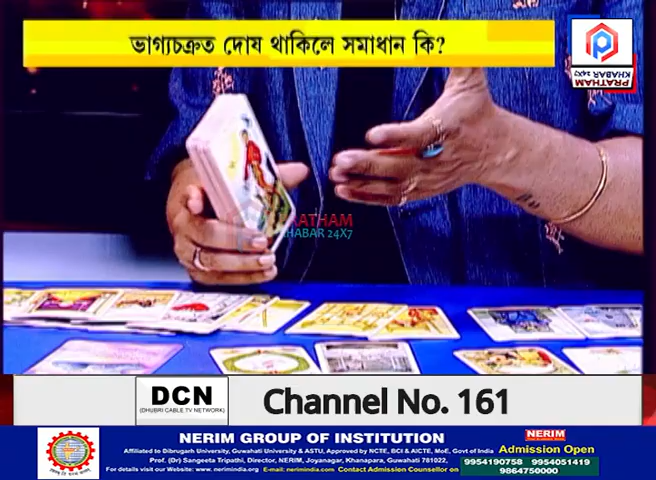 ভাগ্যচক্রত দোষ থাকিলে সমাধান কি?
PRATHAM
KHABAR 24X7
PRATHAM
KHABAR 24X7
DCN
(DHUBRI CABLE TV NETWORK)
Channel No. 161
NERIM GROUP OF INSTITUTION
Affiliated to Dibrugarh University, Guwahati University & ASTU, Approved by NCTE, BCI & AICTE, MoE, Govt of India
Prof. (Dr) Sangeeta Tripathi, Director, NERIM, Joyanagar, Khanapara, Guwahati 781022,
For details visit our Website: www.nerimindia.org E-mail: nerimindia.com Contact Admission Counsellor on
NERIM
Admission Open
9954190758 9954051419
9864750000